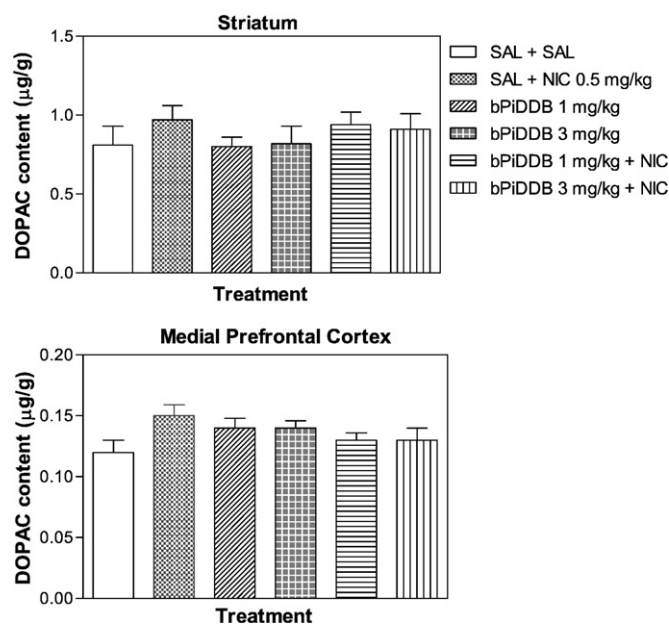 Striatum
DOPAC content (μg/g)
1.5
1.0
0.5
0.0
Treatment
SAL + SAL
SAL + NIC 0.5 mg/kg
bPiDDB 1 mg/kg
bPiDDB 3 mg/kg
bPiDDB 1 mg/kg + NIC
bPiDDB 3 mg/kg + NIC
Medial Prefrontal Cortex
DOPAC content (μg/g)
0.20
0.15
0.10
0.05
0.00
Treatment